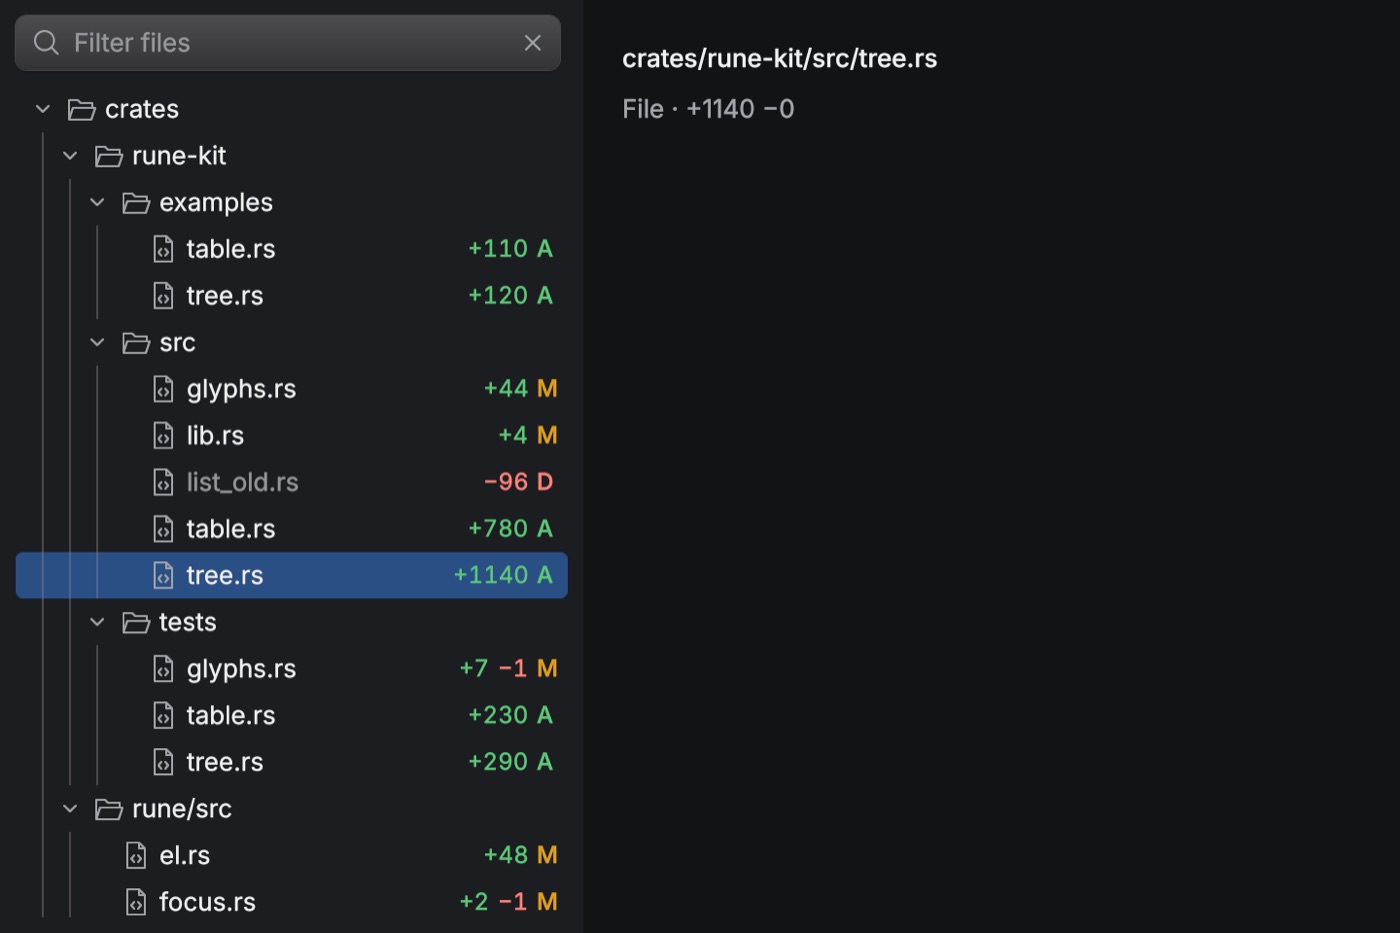 Filter files
crates
rune-kit
examples
table.rs +110 A
tree.rs +120 A
src
glyphs.rs +44 M
lib.rs +4 M
list_old.rs −96 D
table.rs +780 A
tree.rs +1140 A
tests
glyphs.rs +7 −1 M
table.rs +230 A
tree.rs +290 A
rune/src
el.rs +48 M
focus.rs +2 −1 M
crates/rune-kit/src/tree.rs
File · +1140 −0